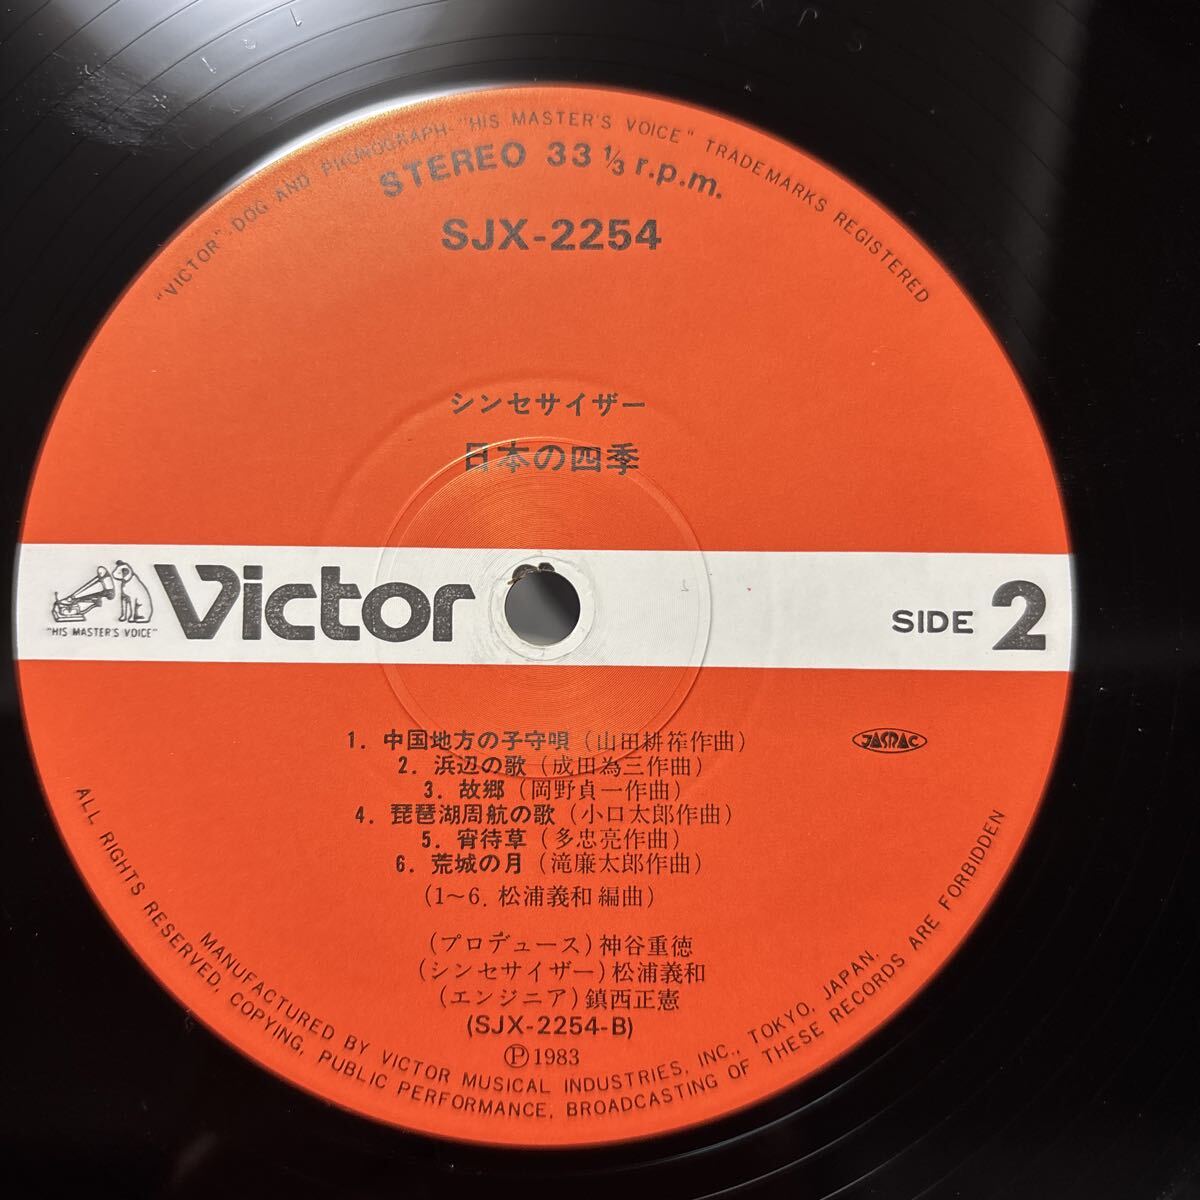 "VICTOR" DOG AND PHONOGRAPH-"HIS MASTER'S VOICE" TRADEMARKS REGISTERED
STEREO 33 1/3 r.p.m.
SJX-2254
シンセサイザー
日本の四季
"HIS MASTER'S VOICE"
Victor
SIDE 2
1. 中国地方の子守唄（山田耕筰作曲）
JASRAC
2. 浜辺の歌（成田為三作曲）
3. 故郷（岡野貞一作曲）
4. 琵琶湖周航の歌（小口太郎作曲）
5. 宵待草（多忠亮作曲）
6. 荒城の月（滝廉太郎作曲）
(1～6. 松浦義和編曲)
(プロデュース)神谷重徳
(シンセサイザー)松浦義和
(エンジニア)鎮西正憲
(SJX-2254-B)
Ⓟ1983
MANUFACTURED BY VICTOR MUSICAL INDUSTRIES, INC., TOKYO, JAPAN.
ALL RIGHTS RESERVED, COPYING, PUBLIC PERFORMANCE, BROADCASTING OF THESE RECORDS ARE FORBIDDEN